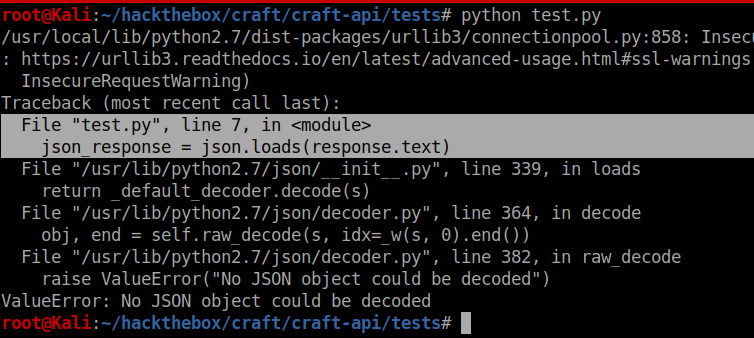 root@Kali:~/hackthebox/craft/craft-api/tests# python test.py
/usr/local/lib/python2.7/dist-packages/urllib3/connectionpool.py:858: Insecu
: https://urllib3.readthedocs.io/en/latest/advanced-usage.html#ssl-warnings
  InsecureRequestWarning)
Traceback (most recent call last):
  File "test.py", line 7, in <module>
    json_response = json.loads(response.text)
  File "/usr/lib/python2.7/json/__init__.py", line 339, in loads
    return _default_decoder.decode(s)
  File "/usr/lib/python2.7/json/decoder.py", line 364, in decode
    obj, end = self.raw_decode(s, idx=_w(s, 0).end())
  File "/usr/lib/python2.7/json/decoder.py", line 382, in raw_decode
    raise ValueError("No JSON object could be decoded")
ValueError: No JSON object could be decoded
root@Kali:~/hackthebox/craft/craft-api/tests#